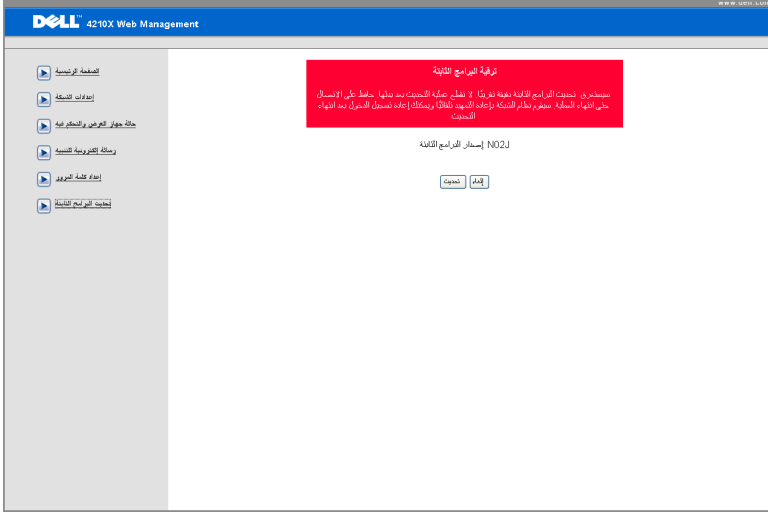 www.dell.com
DELL™ 4210X Web Management
الصفحة الرئيسية
إعدادات الشبكة
حالة جهاز العرض والتحكم فيه
رسالة إلكترونية للتنبيه
إعداد كلمة المرور
تحديث البرامج الثابتة
ترقية البرامج الثابتة
سيستغرق تحديث البرامج الثابتة دقيقة تقريبًا. لا تقطع عملية التحديث بعد بدئها. حافظ على الاتصال
حتى انتهاء العملية. سيقوم نظام الشبكة بإعادة التمهيد تلقائيًا ويمكنك إعادة تسجيل الدخول بعد انتهاء
التحديث
N02J إصدار البرامج الثابتة
تحديث إلغاء